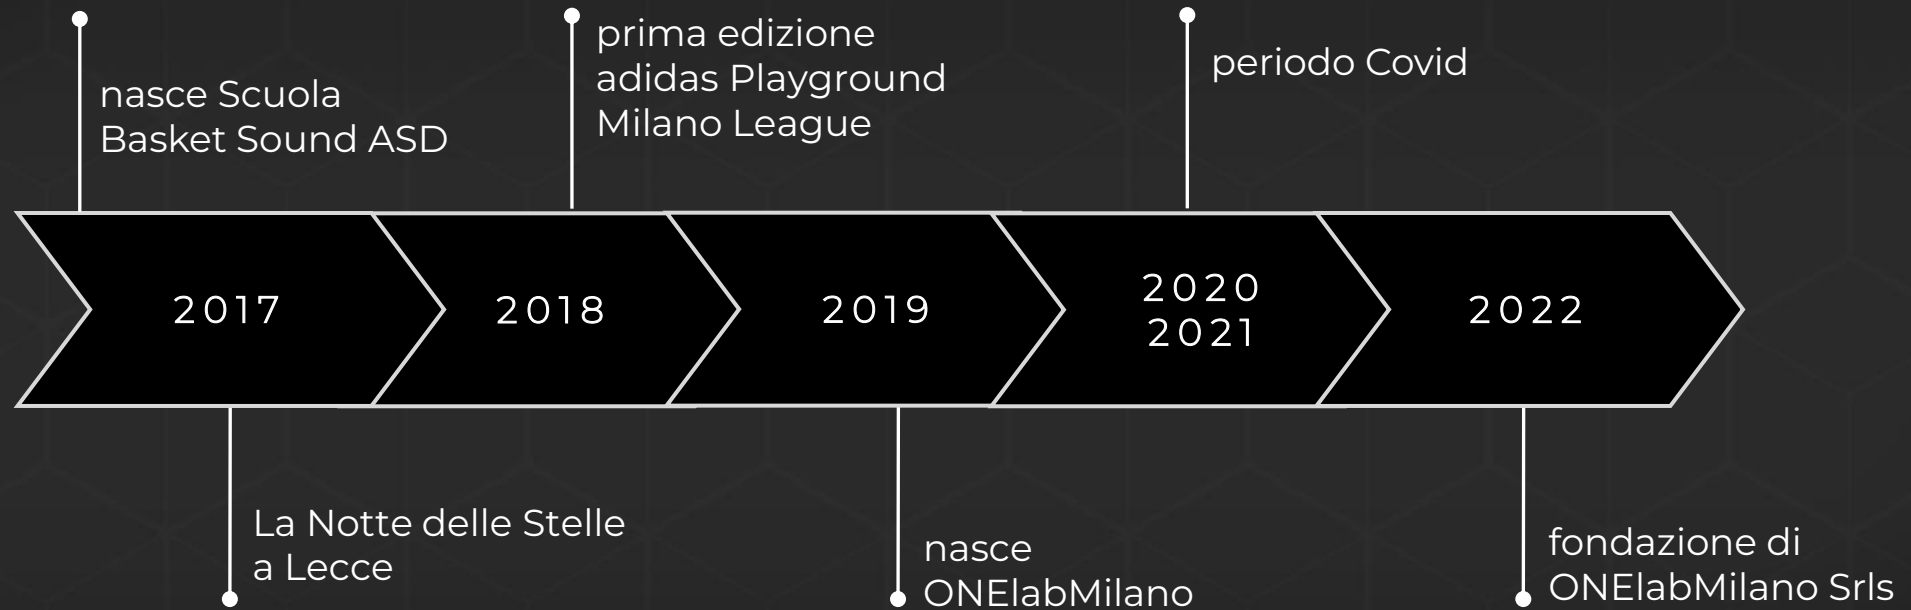 nasce Scuola
Basket Sound ASD
prima edizione
adidas Playground
Milano League
periodo Covid
2017
2018
2019
2020
2021
2022
La Notte delle Stelle
a Lecce
nasce
ONElabMilano
fondazione di
ONElabMilano Srls